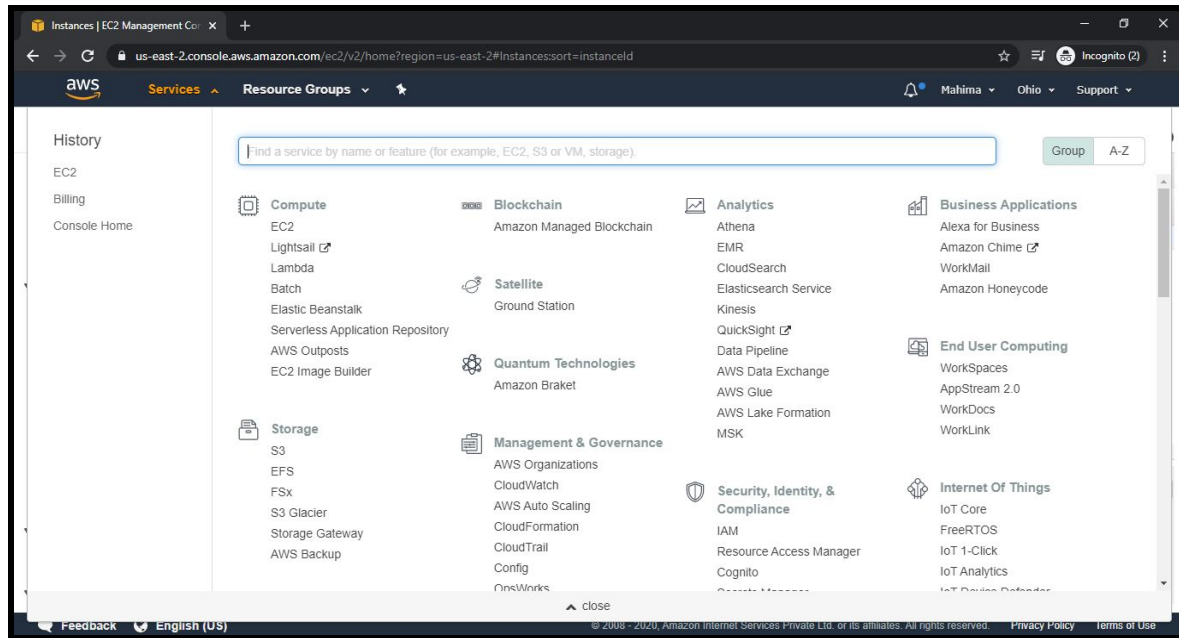 Instances | EC2 Management Cor
us-east-2.console.aws.amazon.com/ec2/v2/home?region=us-east-2#Instances:sort=instanceId
Incognito (2)
aws
Services
Resource Groups
Mahima
Ohio
Support
History
EC2
Billing
Console Home
Find a service by name or feature (for example, EC2, S3 or VM, storage).
Group
A-Z
Compute
EC2
Lightsail
Lambda
Batch
Elastic Beanstalk
Serverless Application Repository
AWS Outposts
EC2 Image Builder
Storage
S3
EFS
FSx
S3 Glacier
Storage Gateway
AWS Backup
Blockchain
Amazon Managed Blockchain
Satellite
Ground Station
Quantum Technologies
Amazon Braket
Management & Governance
AWS Organizations
CloudWatch
AWS Auto Scaling
CloudFormation
CloudTrail
Config
OpsWorks
Analytics
Athena
EMR
CloudSearch
Elasticsearch Service
Kinesis
QuickSight
Data Pipeline
AWS Data Exchange
AWS Glue
AWS Lake Formation
MSK
Security, Identity, &
Compliance
IAM
Resource Access Manager
Cognito
Secrets Manager
Business Applications
Alexa for Business
Amazon Chime
WorkMail
Amazon Honeycode
End User Computing
WorkSpaces
AppStream 2.0
WorkDocs
WorkLink
Internet Of Things
IoT Core
FreeRTOS
IoT 1-Click
IoT Analytics
IoT Device Defender
close
Feedback
English (US)
© 2008 - 2020, Amazon Internet Services Private Ltd. or its affiliates. All rights reserved.
Privacy Policy
Terms of Use